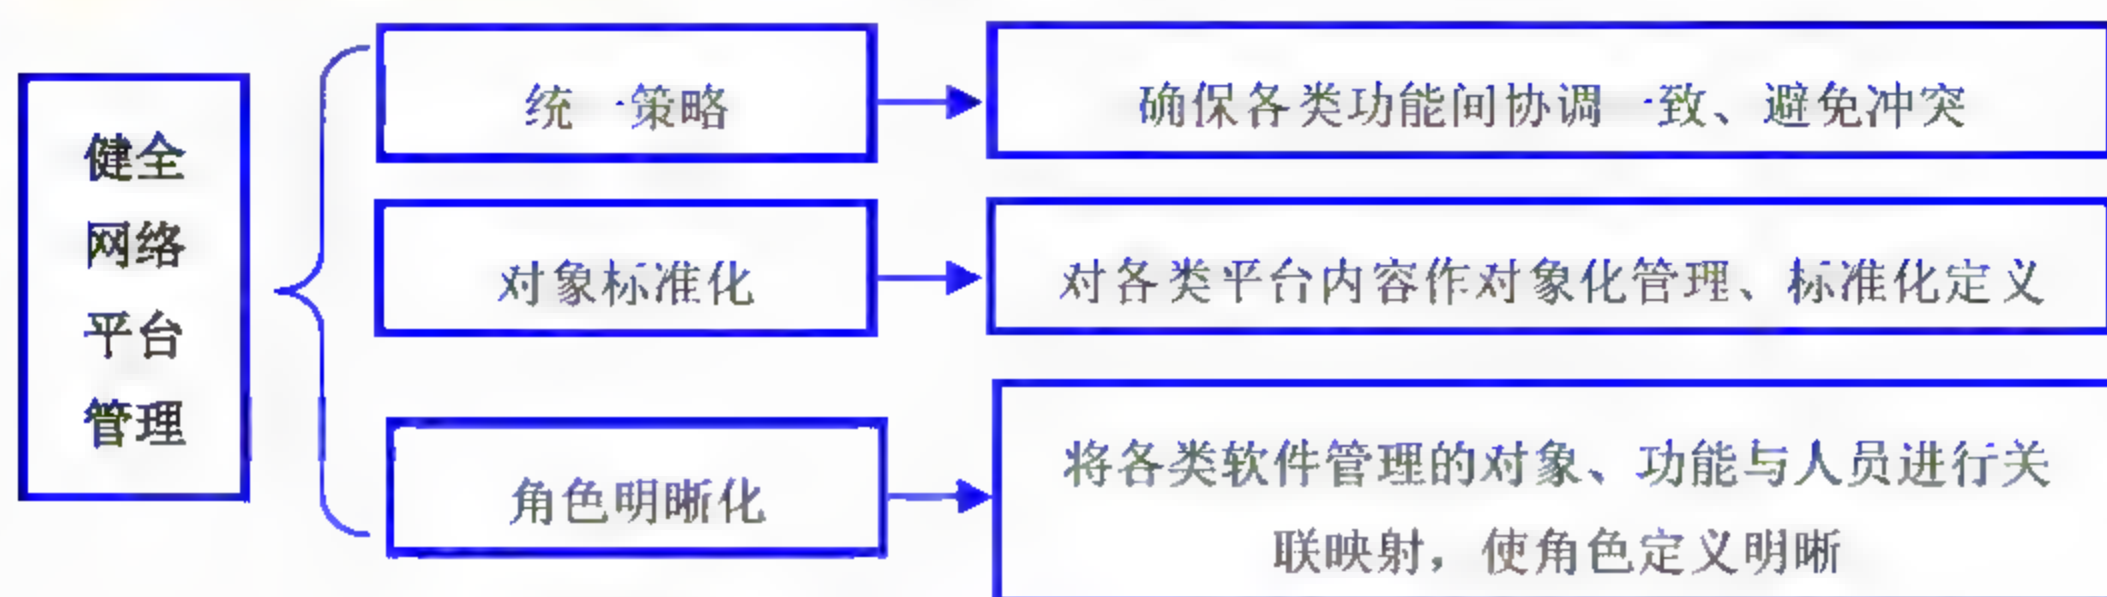 健全
网络
平台
管理
统一策略
确保各类功能间协调一致、避免冲突
对象标准化
对各类平台内容作对象化管理、标准化定义
角色明晰化
将各类软件管理的对象、功能与人员进行关
联映射，使角色定义明晰